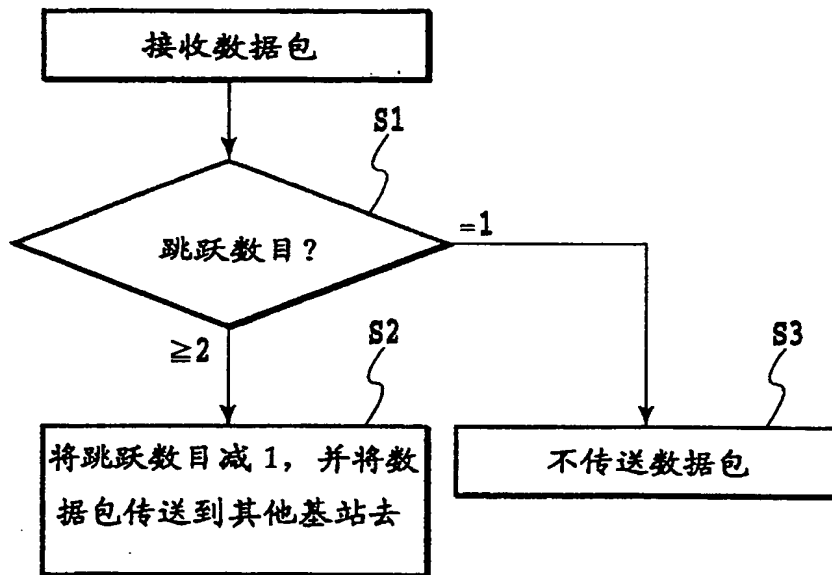 接收数据包
S1
跳跃数目?
=1
≧2
S2
S3
将跳跃数目减 1, 并将数
据包传送到其他基站去
不传送数据包